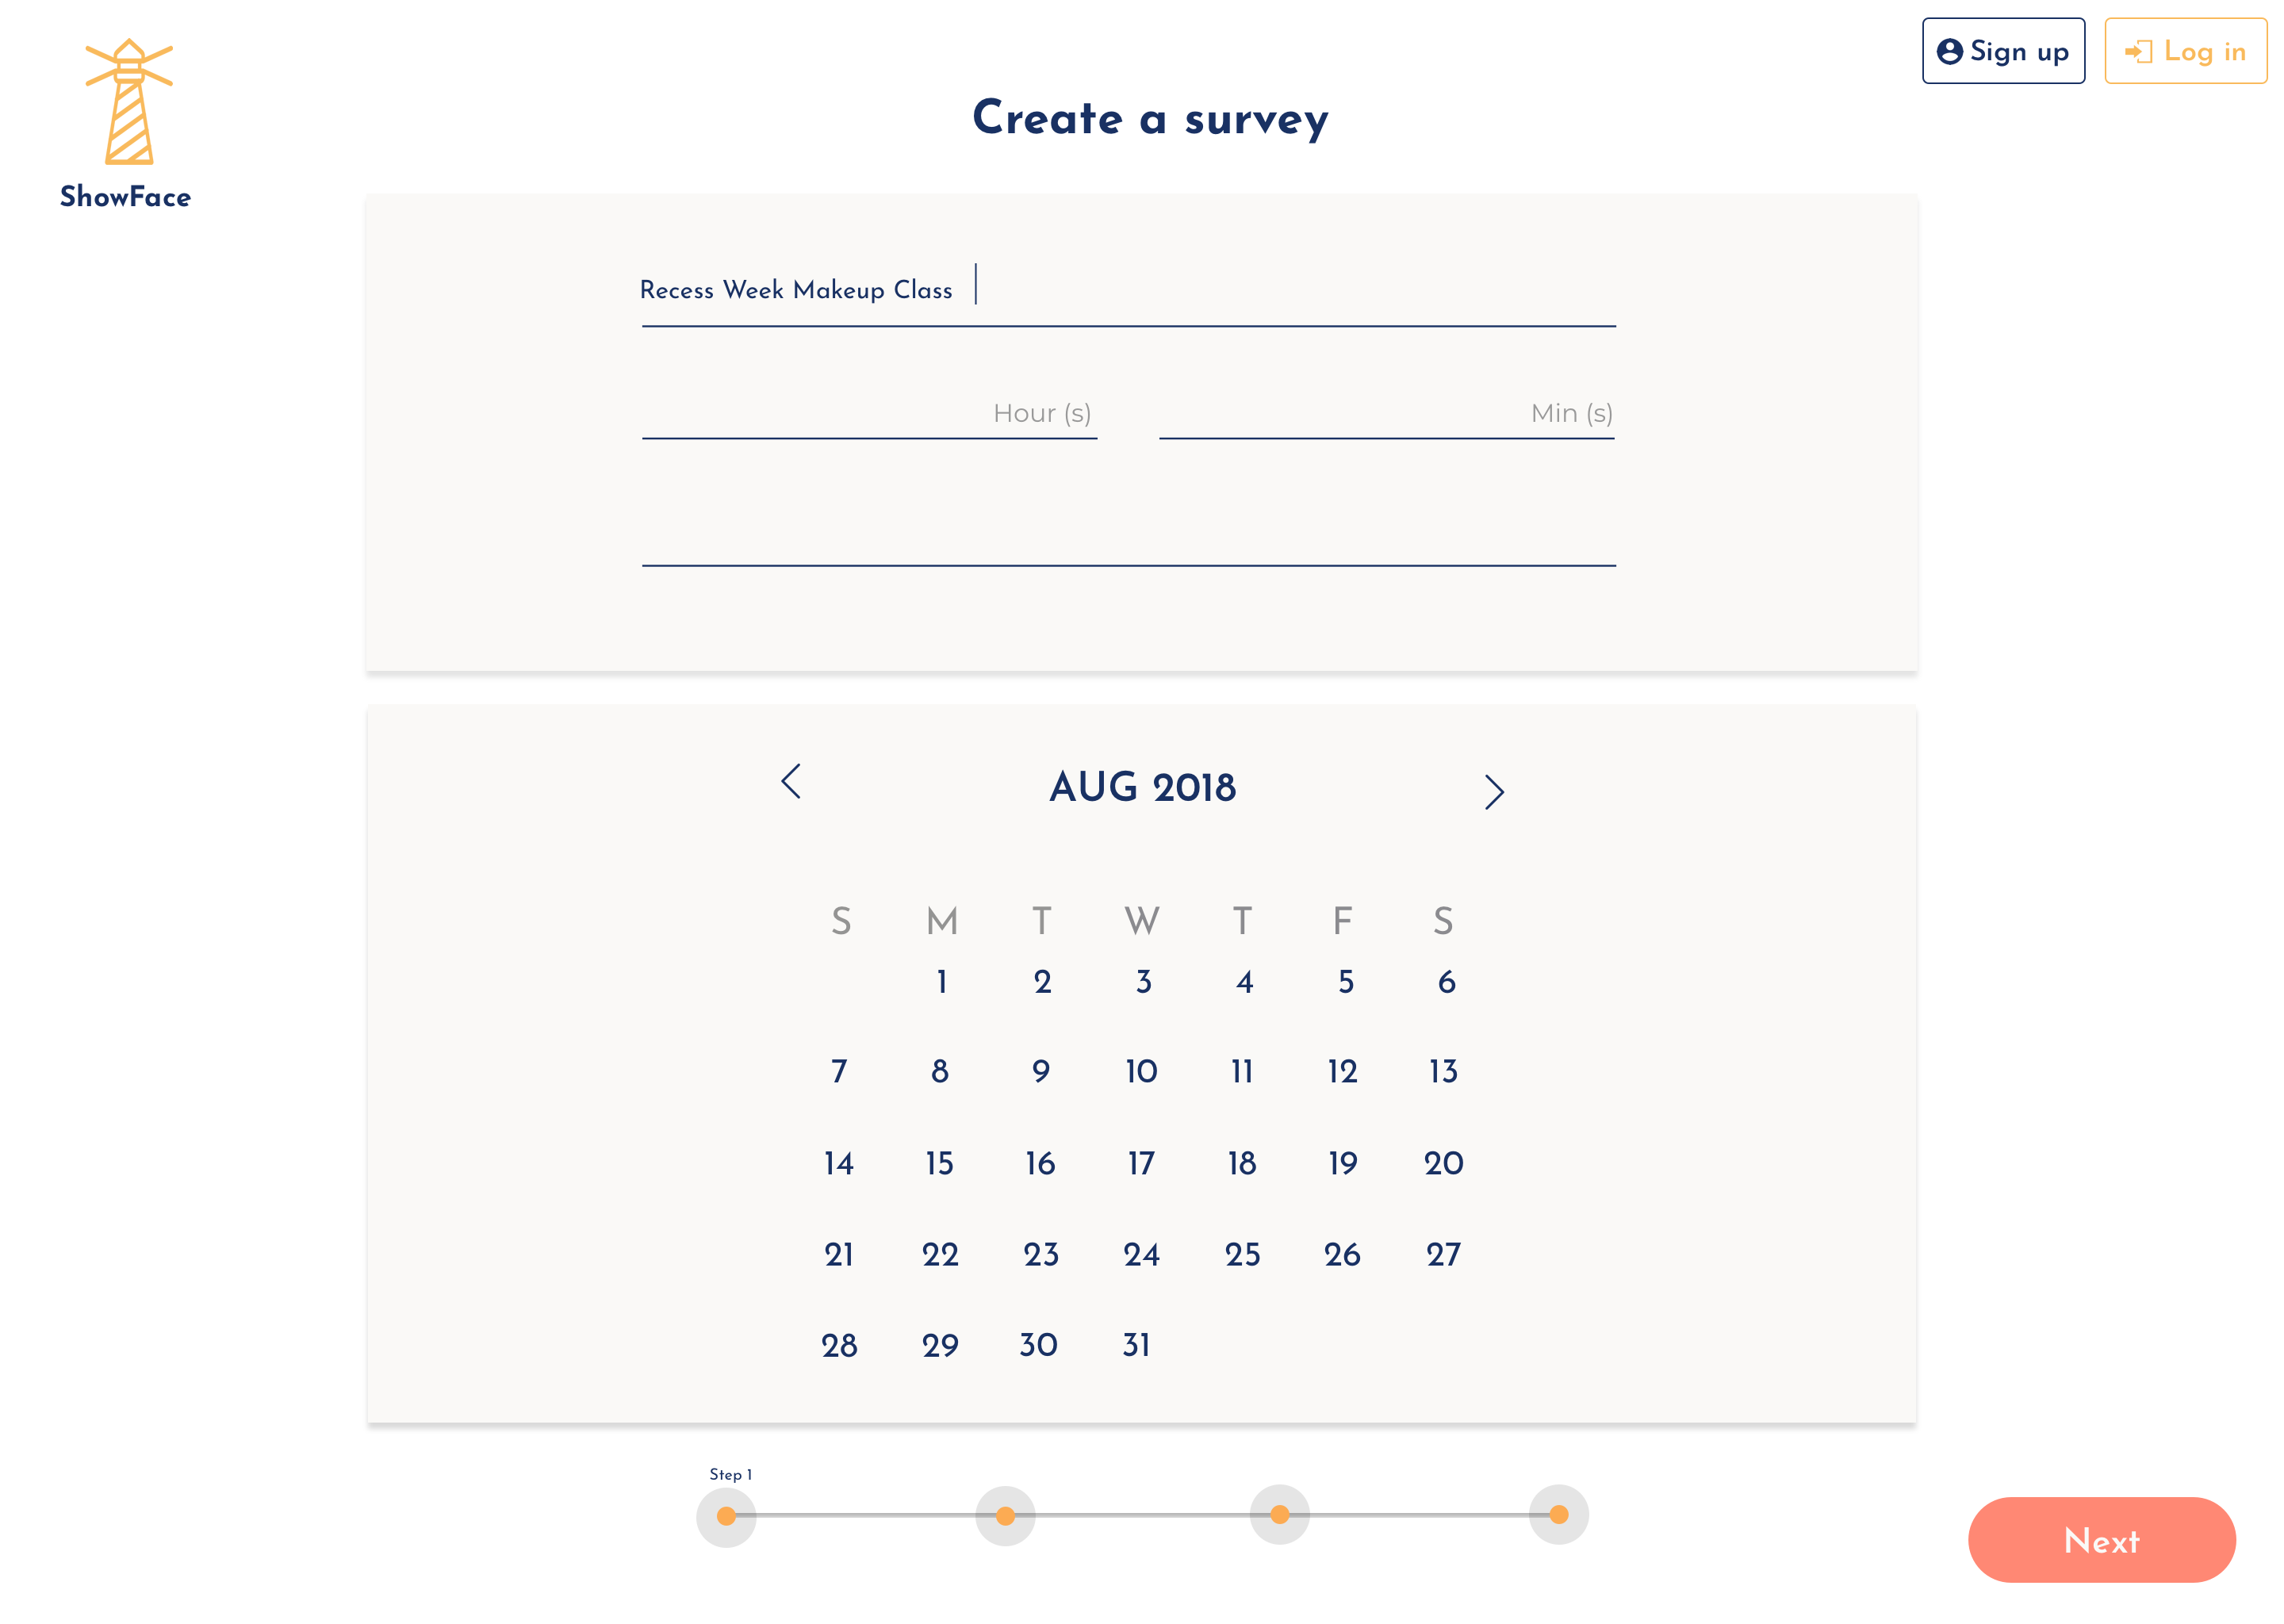 Sign up
Log in
Create a survey
ShowFace
Recess Week Makeup Class
Hour (s)
Min (s)
AUG 2018
S M T W T F S
1 2 3 4 5 6
7 8 9 10 11 12 13
14 15 16 17 18 19 20
21 22 23 24 25 26 27
28 29 30 31
Step 1
Next